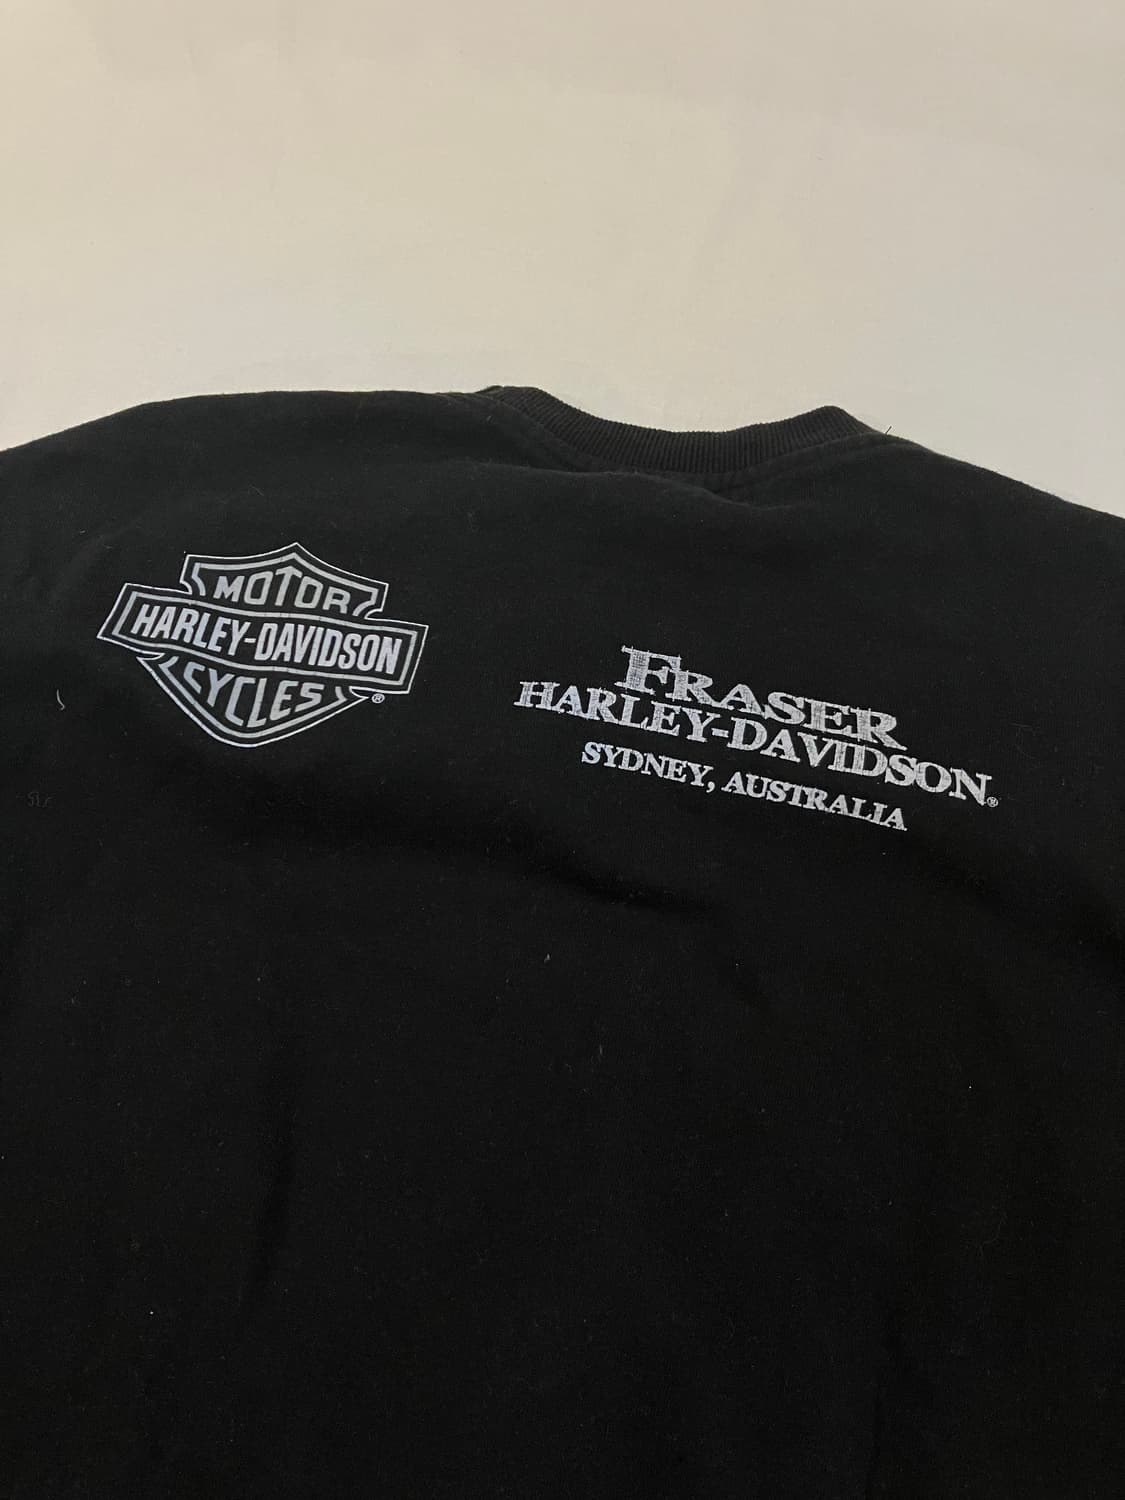 MOTOR
HARLEY-DAVIDSON
CYCLES
®
FRASER
HARLEY-DAVIDSON®
SYDNEY, AUSTRALIA